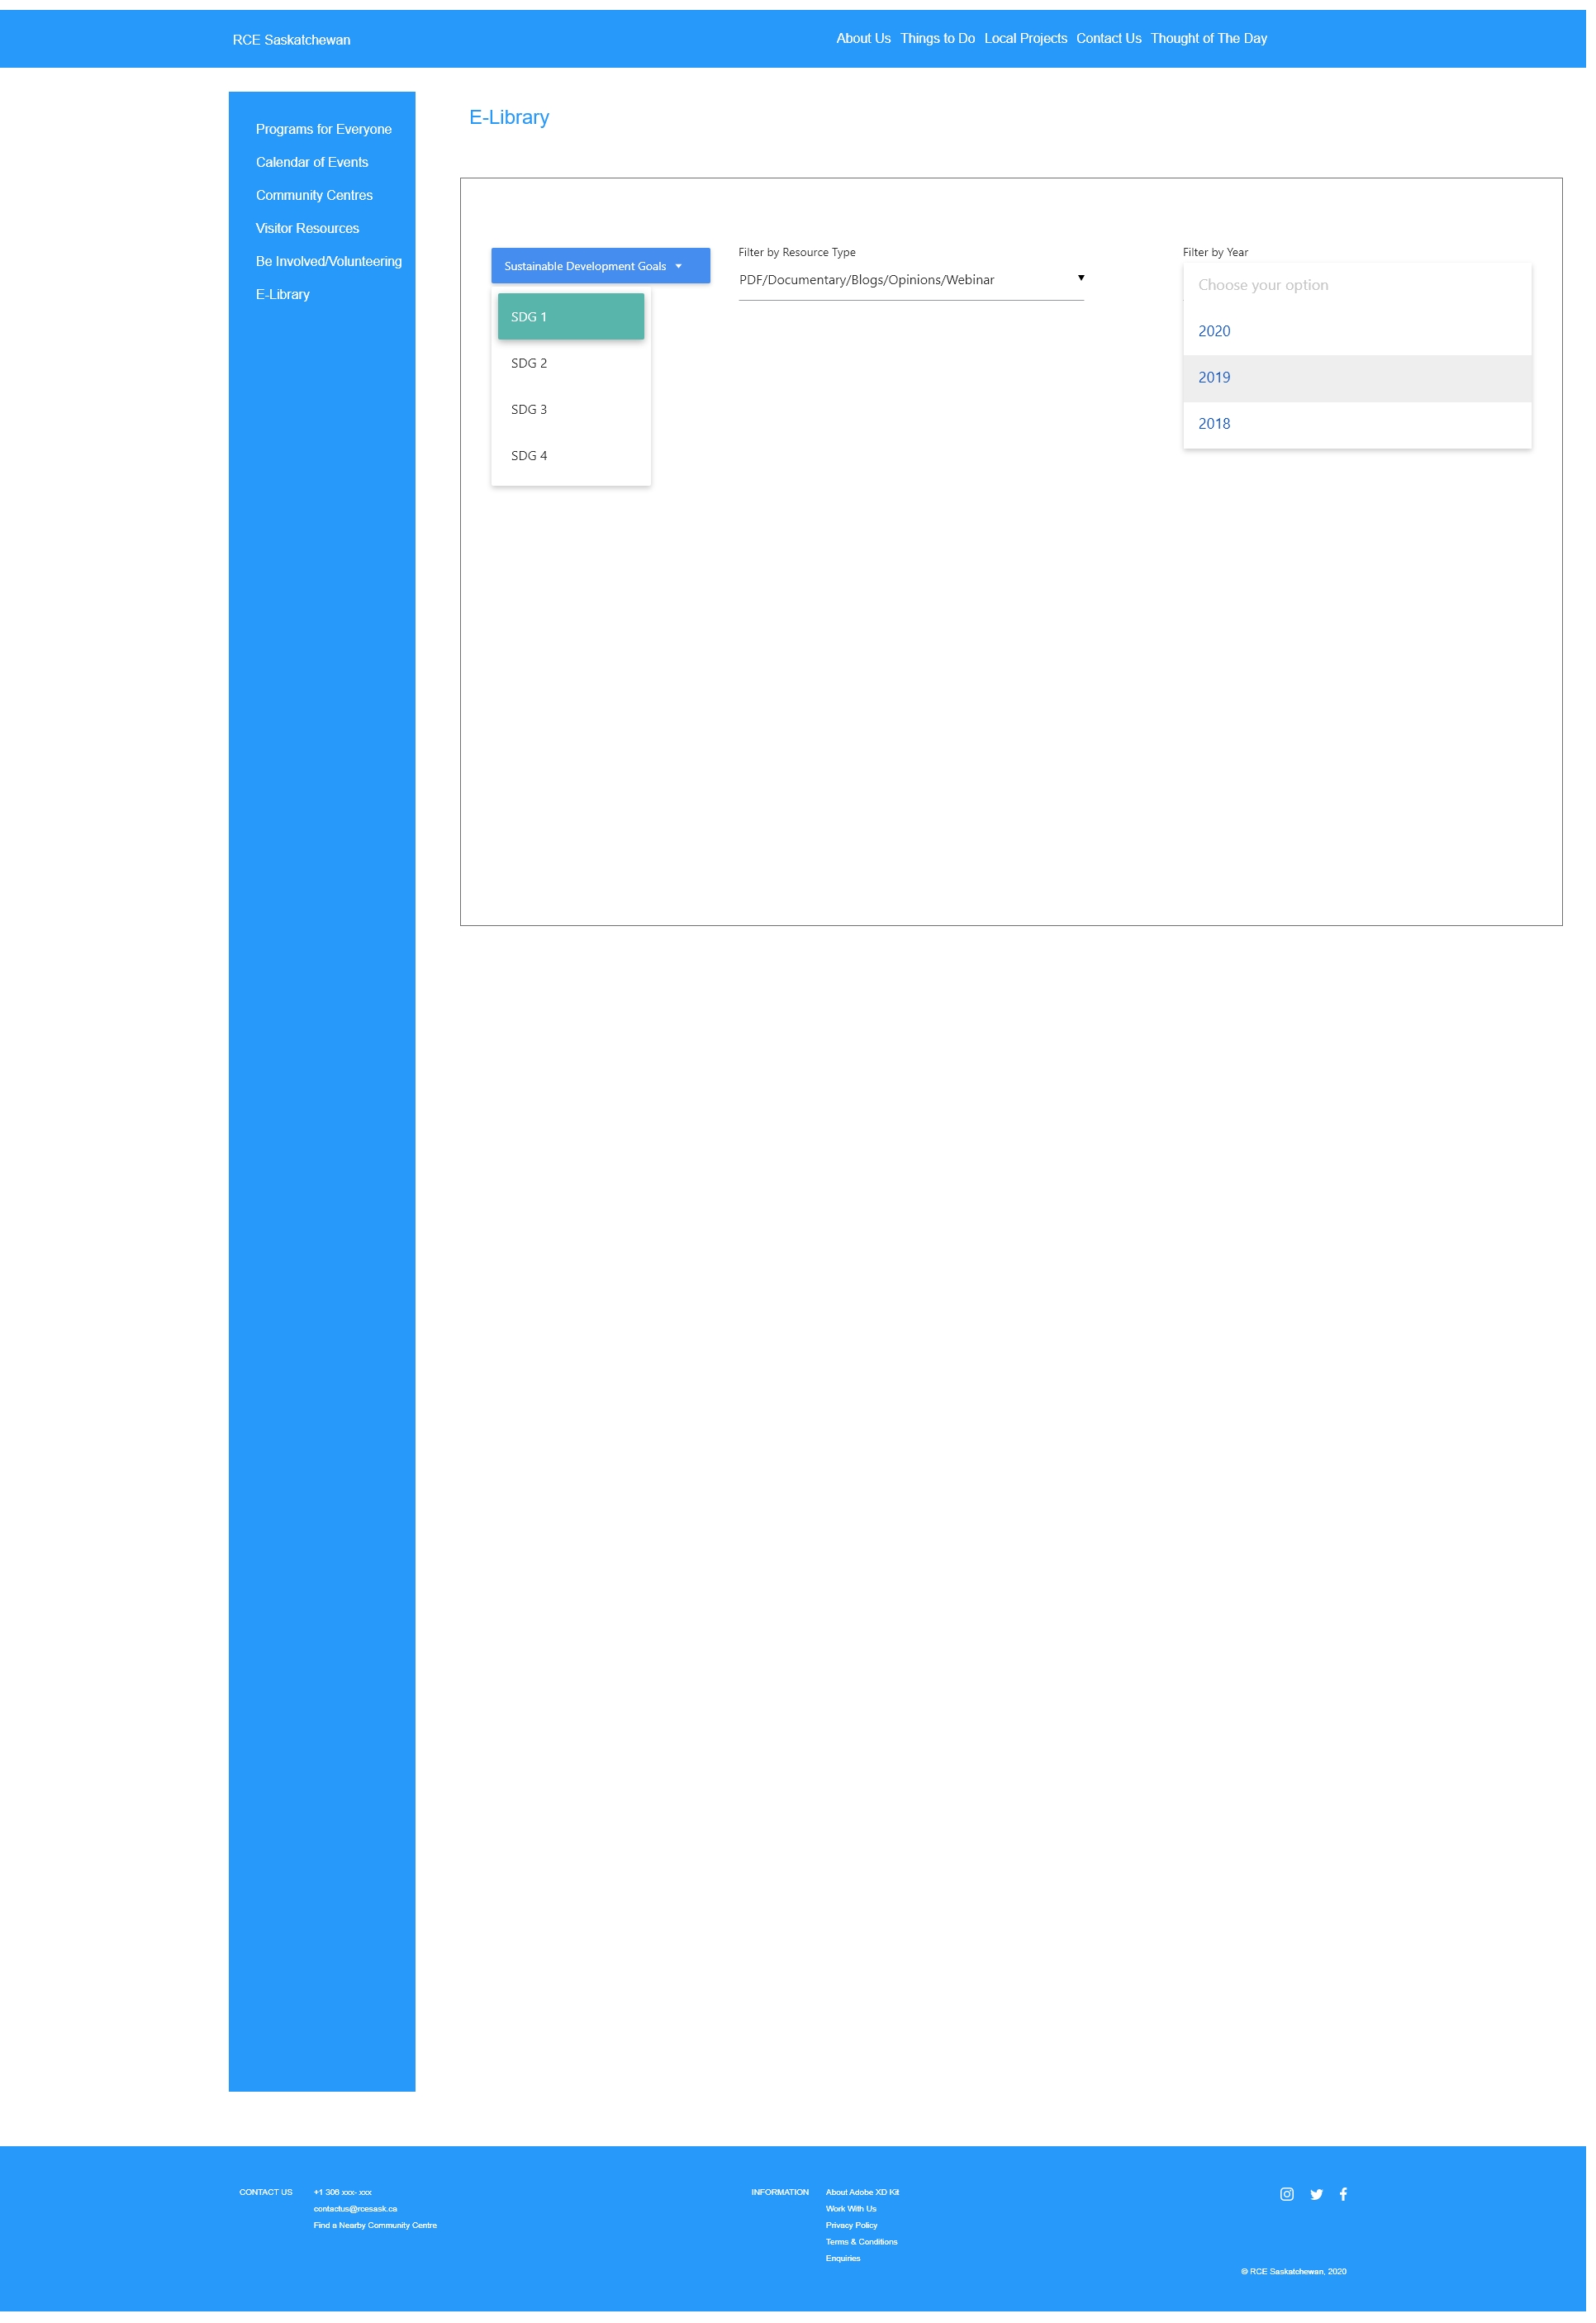 RCE Saskatchewan
About Us Things to Do Local Projects Contact Us Thought of The Day
Programs for Everyone
Calendar of Events
Community Centres
Visitor Resources
Be Involved/Volunteering
E-Library
E-Library
Sustainable Development Goals
SDG 1
SDG 2
SDG 3
SDG 4
Filter by Resource Type
PDF/Documentary/Blogs/Opinions/Webinar
Filter by Year
Choose your option
2020
2019
2018
CONTACT US
+1 306 xxx- xxx
contactus@rcesask.ca
Find a Nearby Community Centre
INFORMATION
About Adobe XD Kit
Work With Us
Privacy Policy
Terms & Conditions
Enquiries
© RCE Saskatchewan, 2020